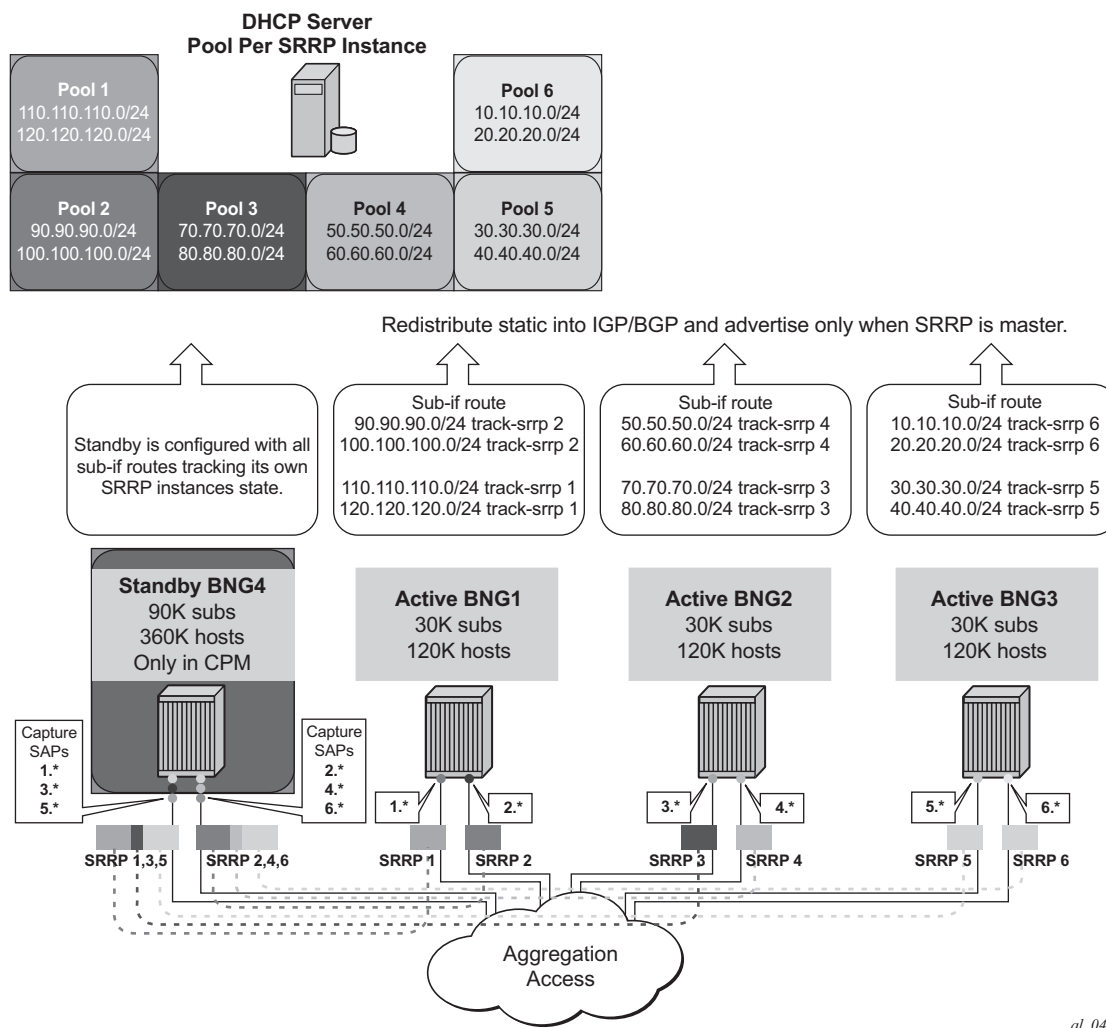 DHCP Server
Pool Per SRRP Instance
Pool 1
110.110.110.0/24
120.120.120.0/24
Pool 6
10.10.10.0/24
20.20.20.0/24
Pool 2
90.90.90.0/24
100.100.100.0/24
Pool 3
70.70.70.0/24
80.80.80.0/24
Pool 4
50.50.50.0/24
60.60.60.0/24
Pool 5
30.30.30.0/24
40.40.40.0/24
Redistribute static into IGP/BGP and advertise only when SRRP is master.
Standby is configured with all
sub-if routes tracking its own
SRRP instances state.
Sub-if route
90.90.90.0/24 track-srrp 2
100.100.100.0/24 track-srrp 2
110.110.110.0/24 track-srrp 1
120.120.120.0/24 track-srrp 1
Sub-if route
50.50.50.0/24 track-srrp 4
60.60.60.0/24 track-srrp 4
70.70.70.0/24 track-srrp 3
80.80.80.0/24 track-srrp 3
Sub-if route
10.10.10.0/24 track-srrp 6
20.20.20.0/24 track-srrp 6
30.30.30.0/24 track-srrp 5
40.40.40.0/24 track-srrp 5
Standby BNG4
90K subs
360K hosts
Only in CPM
Active BNG1
30K subs
120K hosts
Active BNG2
30K subs
120K hosts
Active BNG3
30K subs
120K hosts
Capture
SAPs
1.*
3.*
5.*
Capture
SAPs
2.*
4.*
6.*
1.*
2.*
3.*
4.*
5.*
6.*
SRRP 1,3,5
SRRP 2,4,6
SRRP 1
SRRP 2
SRRP 3
SRRP 4
SRRP 5
SRRP 6
Aggregation
Access
al_04